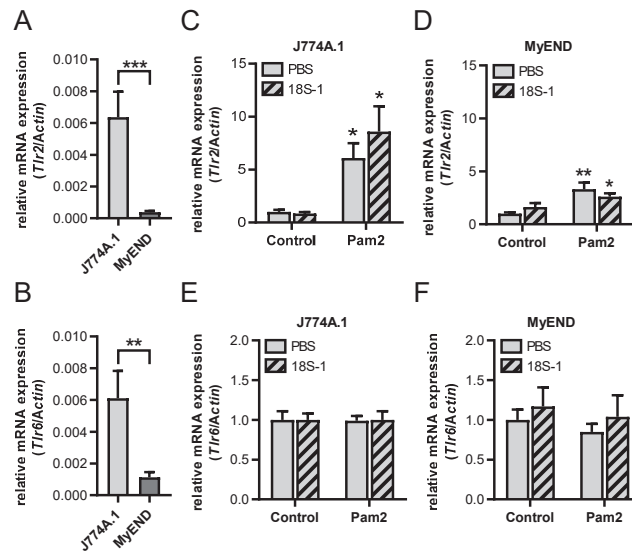 A
relative mRNA expression
(Tlr2/Actin)
0.010
0.008
0.006
0.004
0.002
0.000
***
J774A.1
MyEND
C
J774A.1
relative mRNA expression
(Tlr2/Actin)
15
10
5
0
PBS
18S-1
*
*
Control
Pam2
D
MyEND
relative mRNA expression
(Tlr2/Actin)
15
10
5
0
PBS
18S-1
**
*
Control
Pam2
B
relative mRNA expression
(Tlr6/Actin)
0.010
0.008
0.006
0.004
0.002
0.000
**
J774A.1
MyEND
E
J774A.1
relative mRNA expression
(Tlr6/Actin)
2.0
1.5
1.0
0.5
0.0
PBS
18S-1
Control
Pam2
F
MyEND
relative mRNA expression
(Tlr6/Actin)
2.0
1.5
1.0
0.5
0.0
PBS
18S-1
Control
Pam2